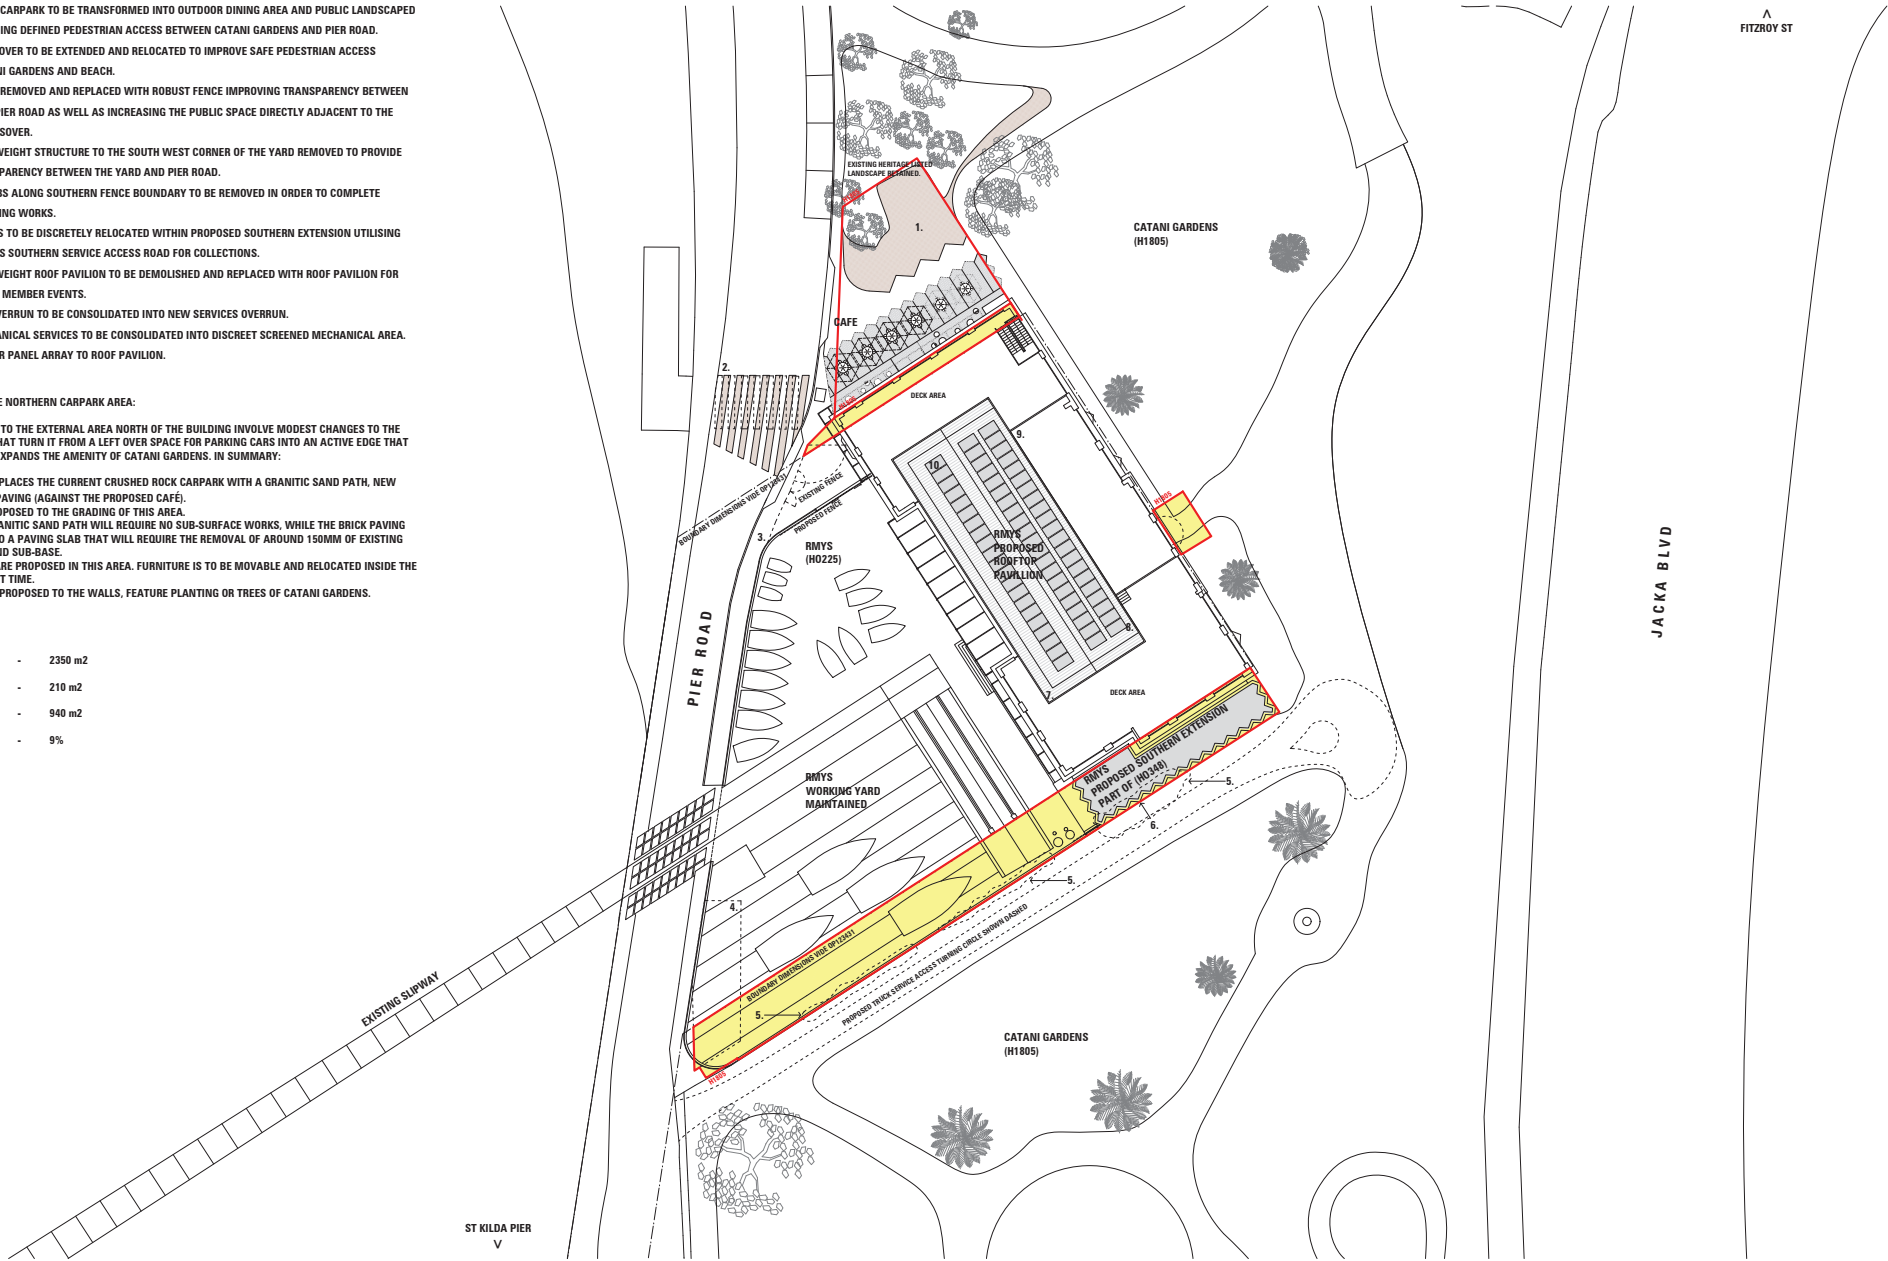 CARPARK TO BE TRANSFORMED INTO OUTDOOR DINING AREA AND PUBLIC LANDSCAPED
ING DEFINED PEDESTRIAN ACCESS BETWEEN CATANI GARDENS AND PIER ROAD.
OVER TO BE EXTENDED AND RELOCATED TO IMPROVE SAFE PEDESTRIAN ACCESS
NI GARDENS AND BEACH.
REMOVED AND REPLACED WITH ROBUST FENCE IMPROVING TRANSPARENCY BETWEEN
PIER ROAD AS WELL AS INCREASING THE PUBLIC SPACE DIRECTLY ADJACENT TO THE
SOVER.
WEIGHT STRUCTURE TO THE SOUTH WEST CORNER OF THE YARD REMOVED TO PROVIDE
PARENCY BETWEEN THE YARD AND PIER ROAD.
BS ALONG SOUTHERN FENCE BOUNDARY TO BE REMOVED IN ORDER TO COMPLETE
NG WORKS.
S TO BE DISCRETELY RELOCATED WITHIN PROPOSED SOUTHERN EXTENSION UTILISING
S SOUTHERN SERVICE ACCESS ROAD FOR COLLECTIONS.
WEIGHT ROOF PAVILION TO BE DEMOLISHED AND REPLACED WITH ROOF PAVILION FOR
MEMBER EVENTS.
VERRUN TO BE CONSOLIDATED INTO NEW SERVICES OVERRUN.
ANICAL SERVICES TO BE CONSOLIDATED INTO DISCREET SCREENED MECHANICAL AREA.
R PANEL ARRAY TO ROOF PAVILION.
E NORTHERN CARPARK AREA:
TO THE EXTERNAL AREA NORTH OF THE BUILDING INVOLVE MODEST CHANGES TO THE
HAT TURN IT FROM A LEFT OVER SPACE FOR PARKING CARS INTO AN ACTIVE EDGE THAT
EXPANDS THE AMENITY OF CATANI GARDENS. IN SUMMARY:
PLACES THE CURRENT CRUSHED ROCK CARPARK WITH A GRANITIC SAND PATH, NEW
PAVING (AGAINST THE PROPOSED CAFÉ).
OPOSED TO THE GRADING OF THIS AREA.
ANITIC SAND PATH WILL REQUIRE NO SUB-SURFACE WORKS, WHILE THE BRICK PAVING
O A PAVING SLAB THAT WILL REQUIRE THE REMOVAL OF AROUND 150MM OF EXISTING
ND SUB-BASE.
ARE PROPOSED IN THIS AREA. FURNITURE IS TO BE MOVABLE AND RELOCATED INSIDE THE
T TIME.
PROPOSED TO THE WALLS, FEATURE PLANTING OR TREES OF CATANI GARDENS.
- 2350 m2
- 210 m2
- 940 m2
- 9%
FITZROY ST
EXISTING HERITAGE LISTED
LANDSCAPE RETAINED.
H1805
1.
CATANI GARDENS
(H1805)
CAFE
2.
DECK AREA
H1805
9.
10.
EXISTING FENCE
BOUNDARY DIMENSIONS VIDE OP123431
PROPOSED FENCE
3.
RMYS
(HO225)
RMYS
PROPOSED
ROOFTOP
PAVILLION
H1805
JACKA BLVD
PIER ROAD
8.
7.
DECK AREA
RMYS
PROPOSED SOUTHERN EXTENSION
PART OF (HO348)
RMYS
WORKING YARD
MAINTAINED
5.
6.
5.
4.
BOUNDARY DIMENSIONS VIDE OP123431
PROPOSED TRUCK SERVICE ACCESS TURNING CIRCLE SHOWN DASHED
EXISTING SLIPWAY
5.
H1805
CATANI GARDENS
(H1805)
ST KILDA PIER